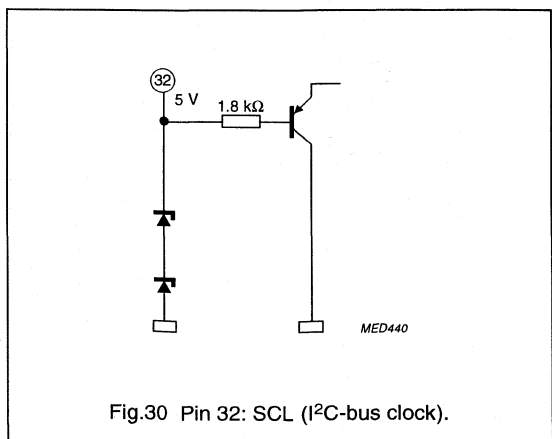 32
5 V
1.8 kΩ
MED440
Fig.30 Pin 32: SCL (I²C-bus clock).